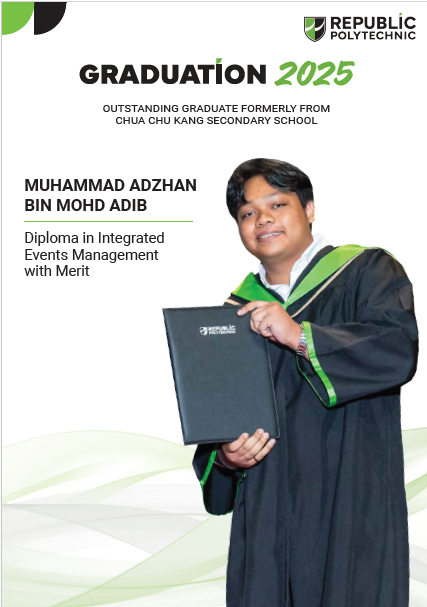 REPUBLIC
POLYTECHNIC
GRADUATION 2025
OUTSTANDING GRADUATE FORMERLY FROM
CHUA CHU KANG SECONDARY SCHOOL
MUHAMMAD ADZHAN
BIN MOHD ADIB
Diploma in Integrated
Events Management
with Merit
REPUBLIC
POLYTECHNIC